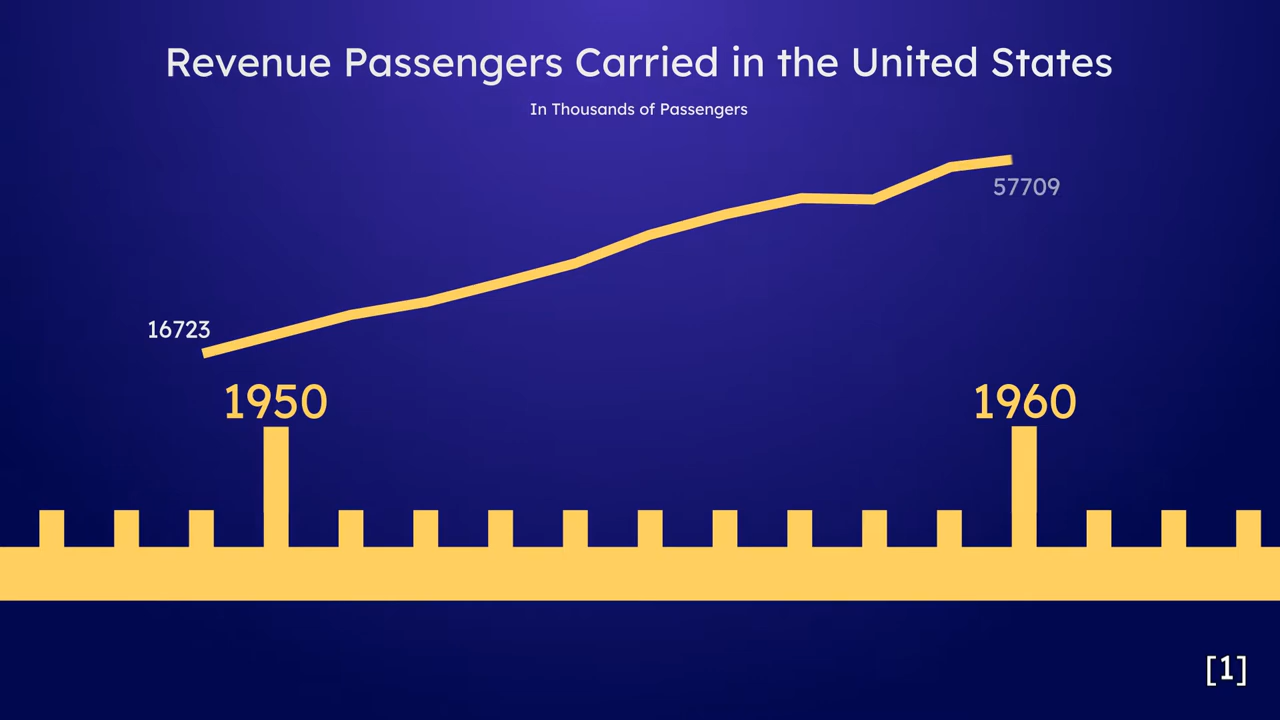 Revenue Passengers Carried in the United States
In Thousands of Passengers
57709
16723
1950
1960
[1]